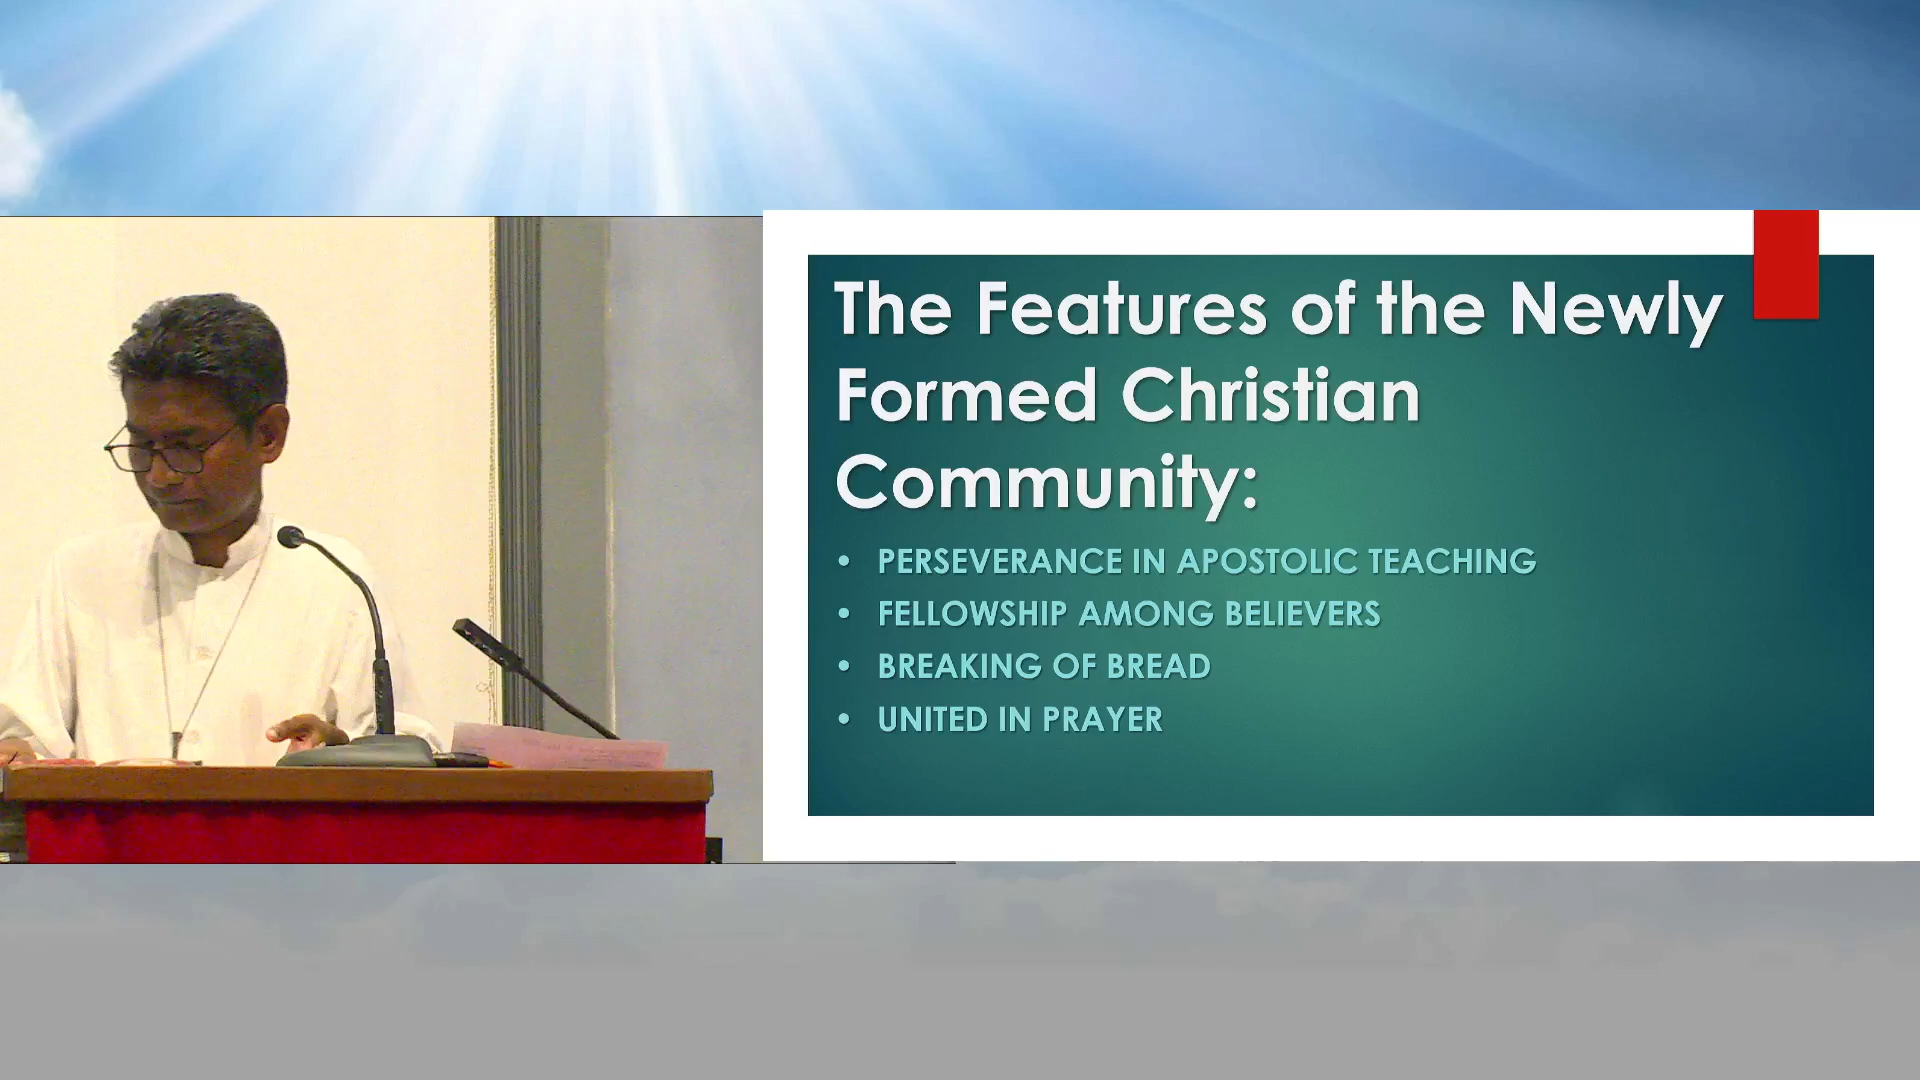 The Features of the Newly
Formed Christian
Community:
• PERSEVERANCE IN APOSTOLIC TEACHING
• FELLOWSHIP AMONG BELIEVERS
• BREAKING OF BREAD
• UNITED IN PRAYER